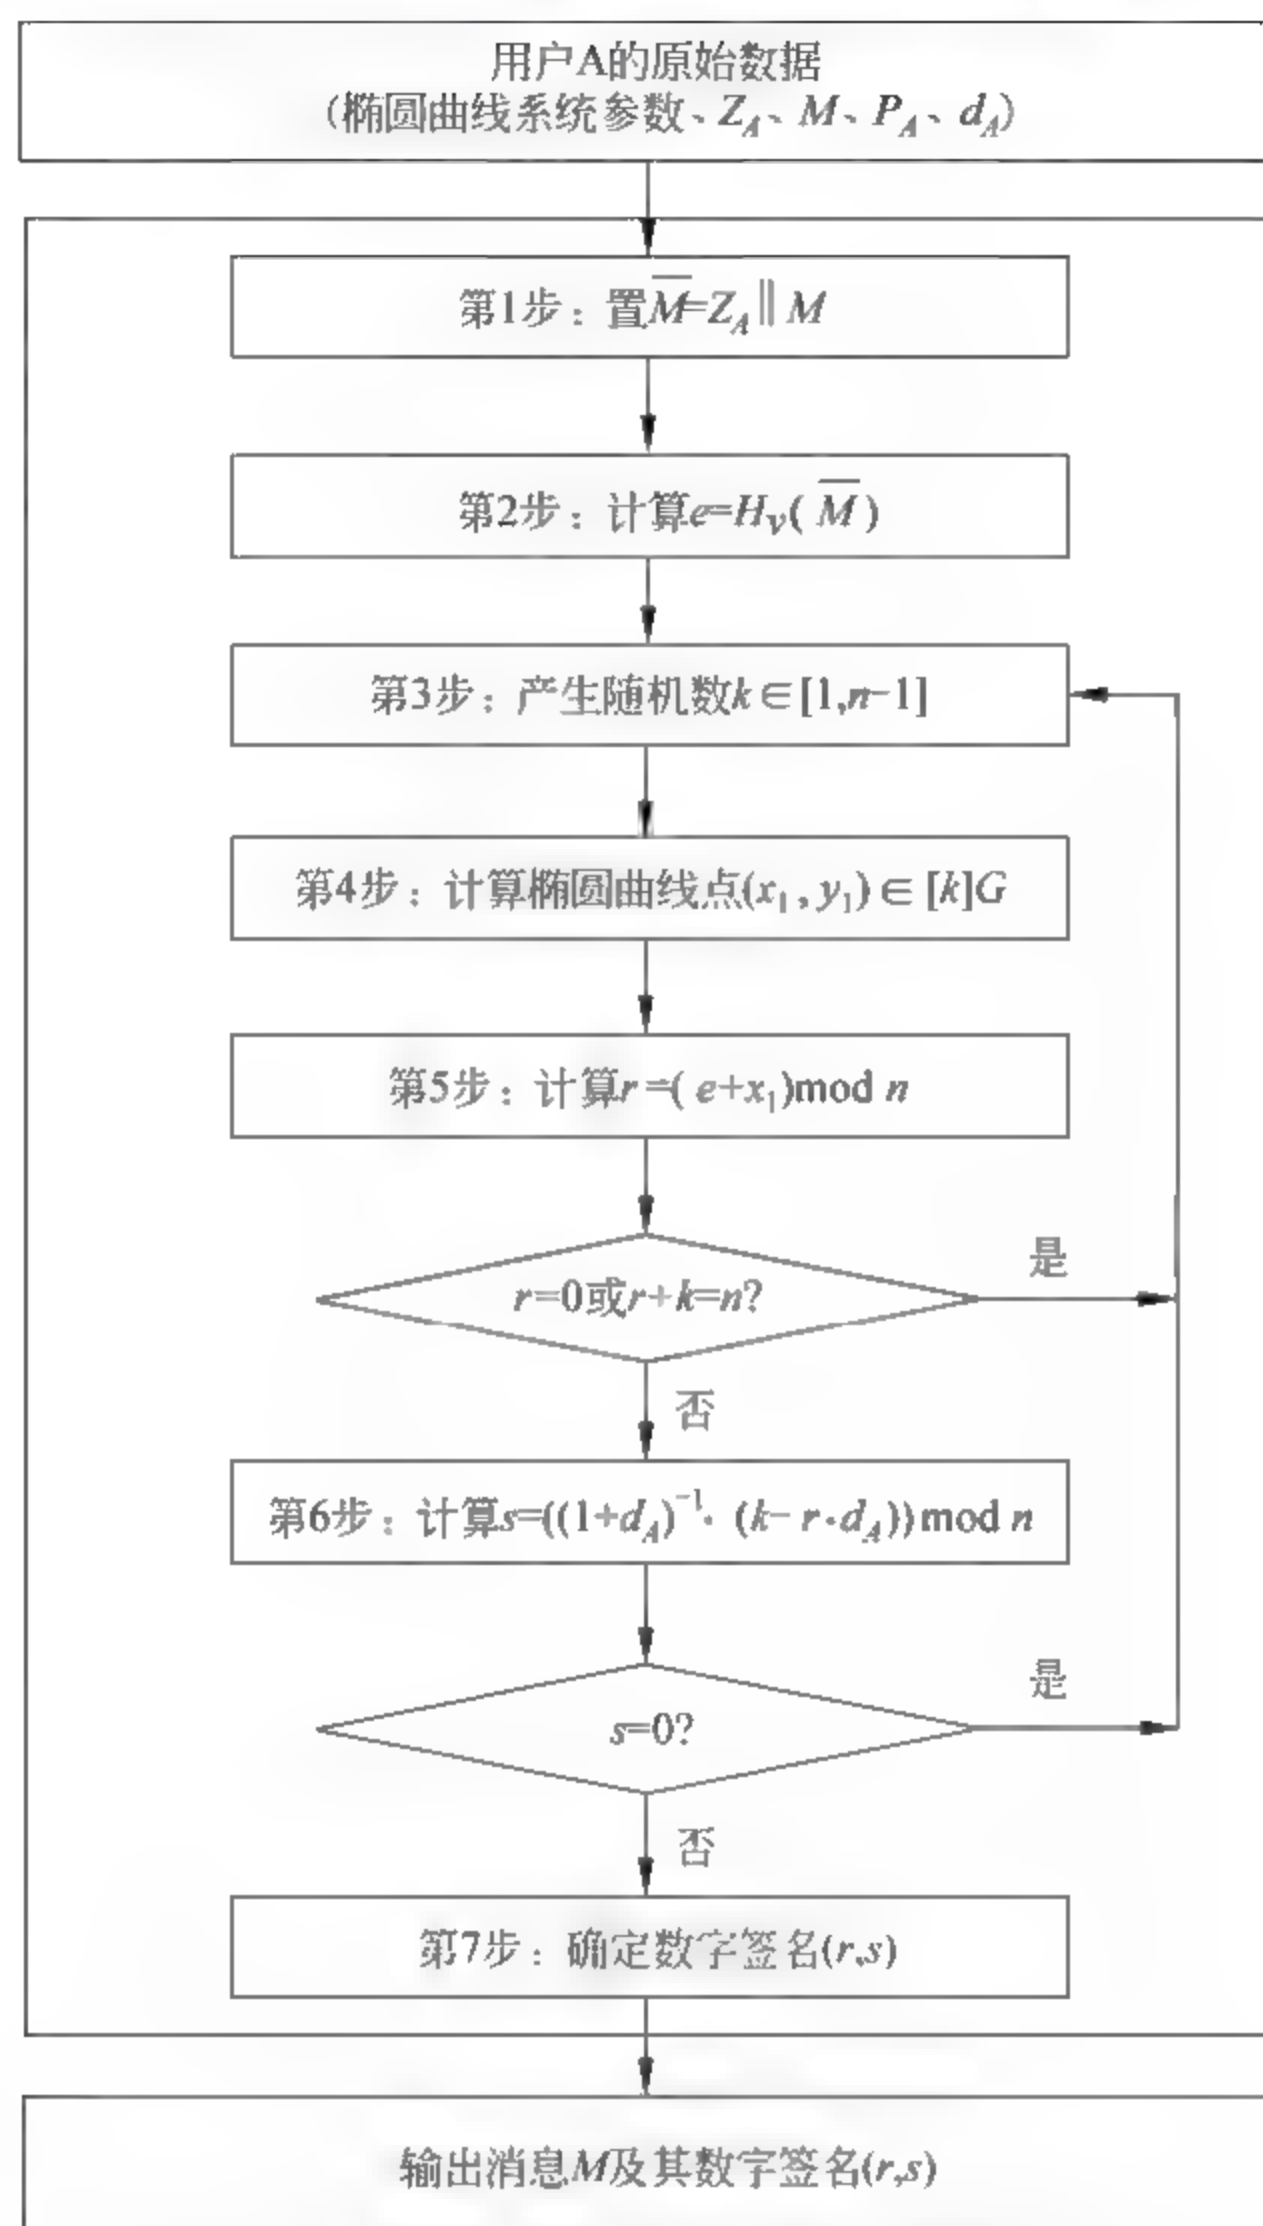 用户A的原始数据
(椭圆曲线系统参数、Z_A、M、P_A、d_A)
第1步：置M̅=Z_A‖M
第2步：计算e=H_v(M̅)
第3步：产生随机数k∈[1,n−1]
第4步：计算椭圆曲线点(x₁,y₁)∈[k]G
第5步：计算r=(e+x₁)mod n
是
r=0或r+k=n?
否
第6步：计算s=((1+d_A)⁻¹·(k−r·d_A))mod n
是
s=0?
否
第7步：确定数字签名(r,s)
输出消息M及其数字签名(r,s)